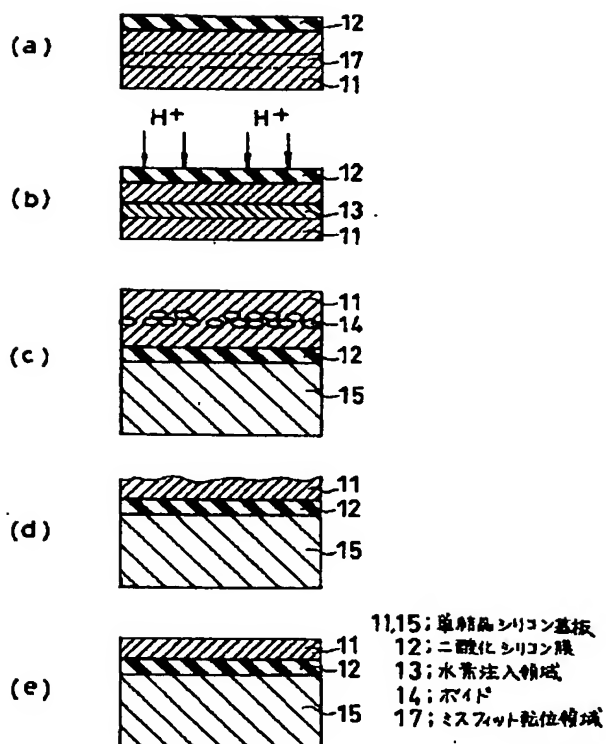 (a)
12
17
11
H+ H+
(b)
12
13
11
(c)
11
14
12
15
(d)
11
12
15
(e)
11
12
15
11,15; 単結晶シリコン基板
12; 二酸化シリコン膜
13; 水素注入領域
14; ボイド
17; ミスフィット転位領域